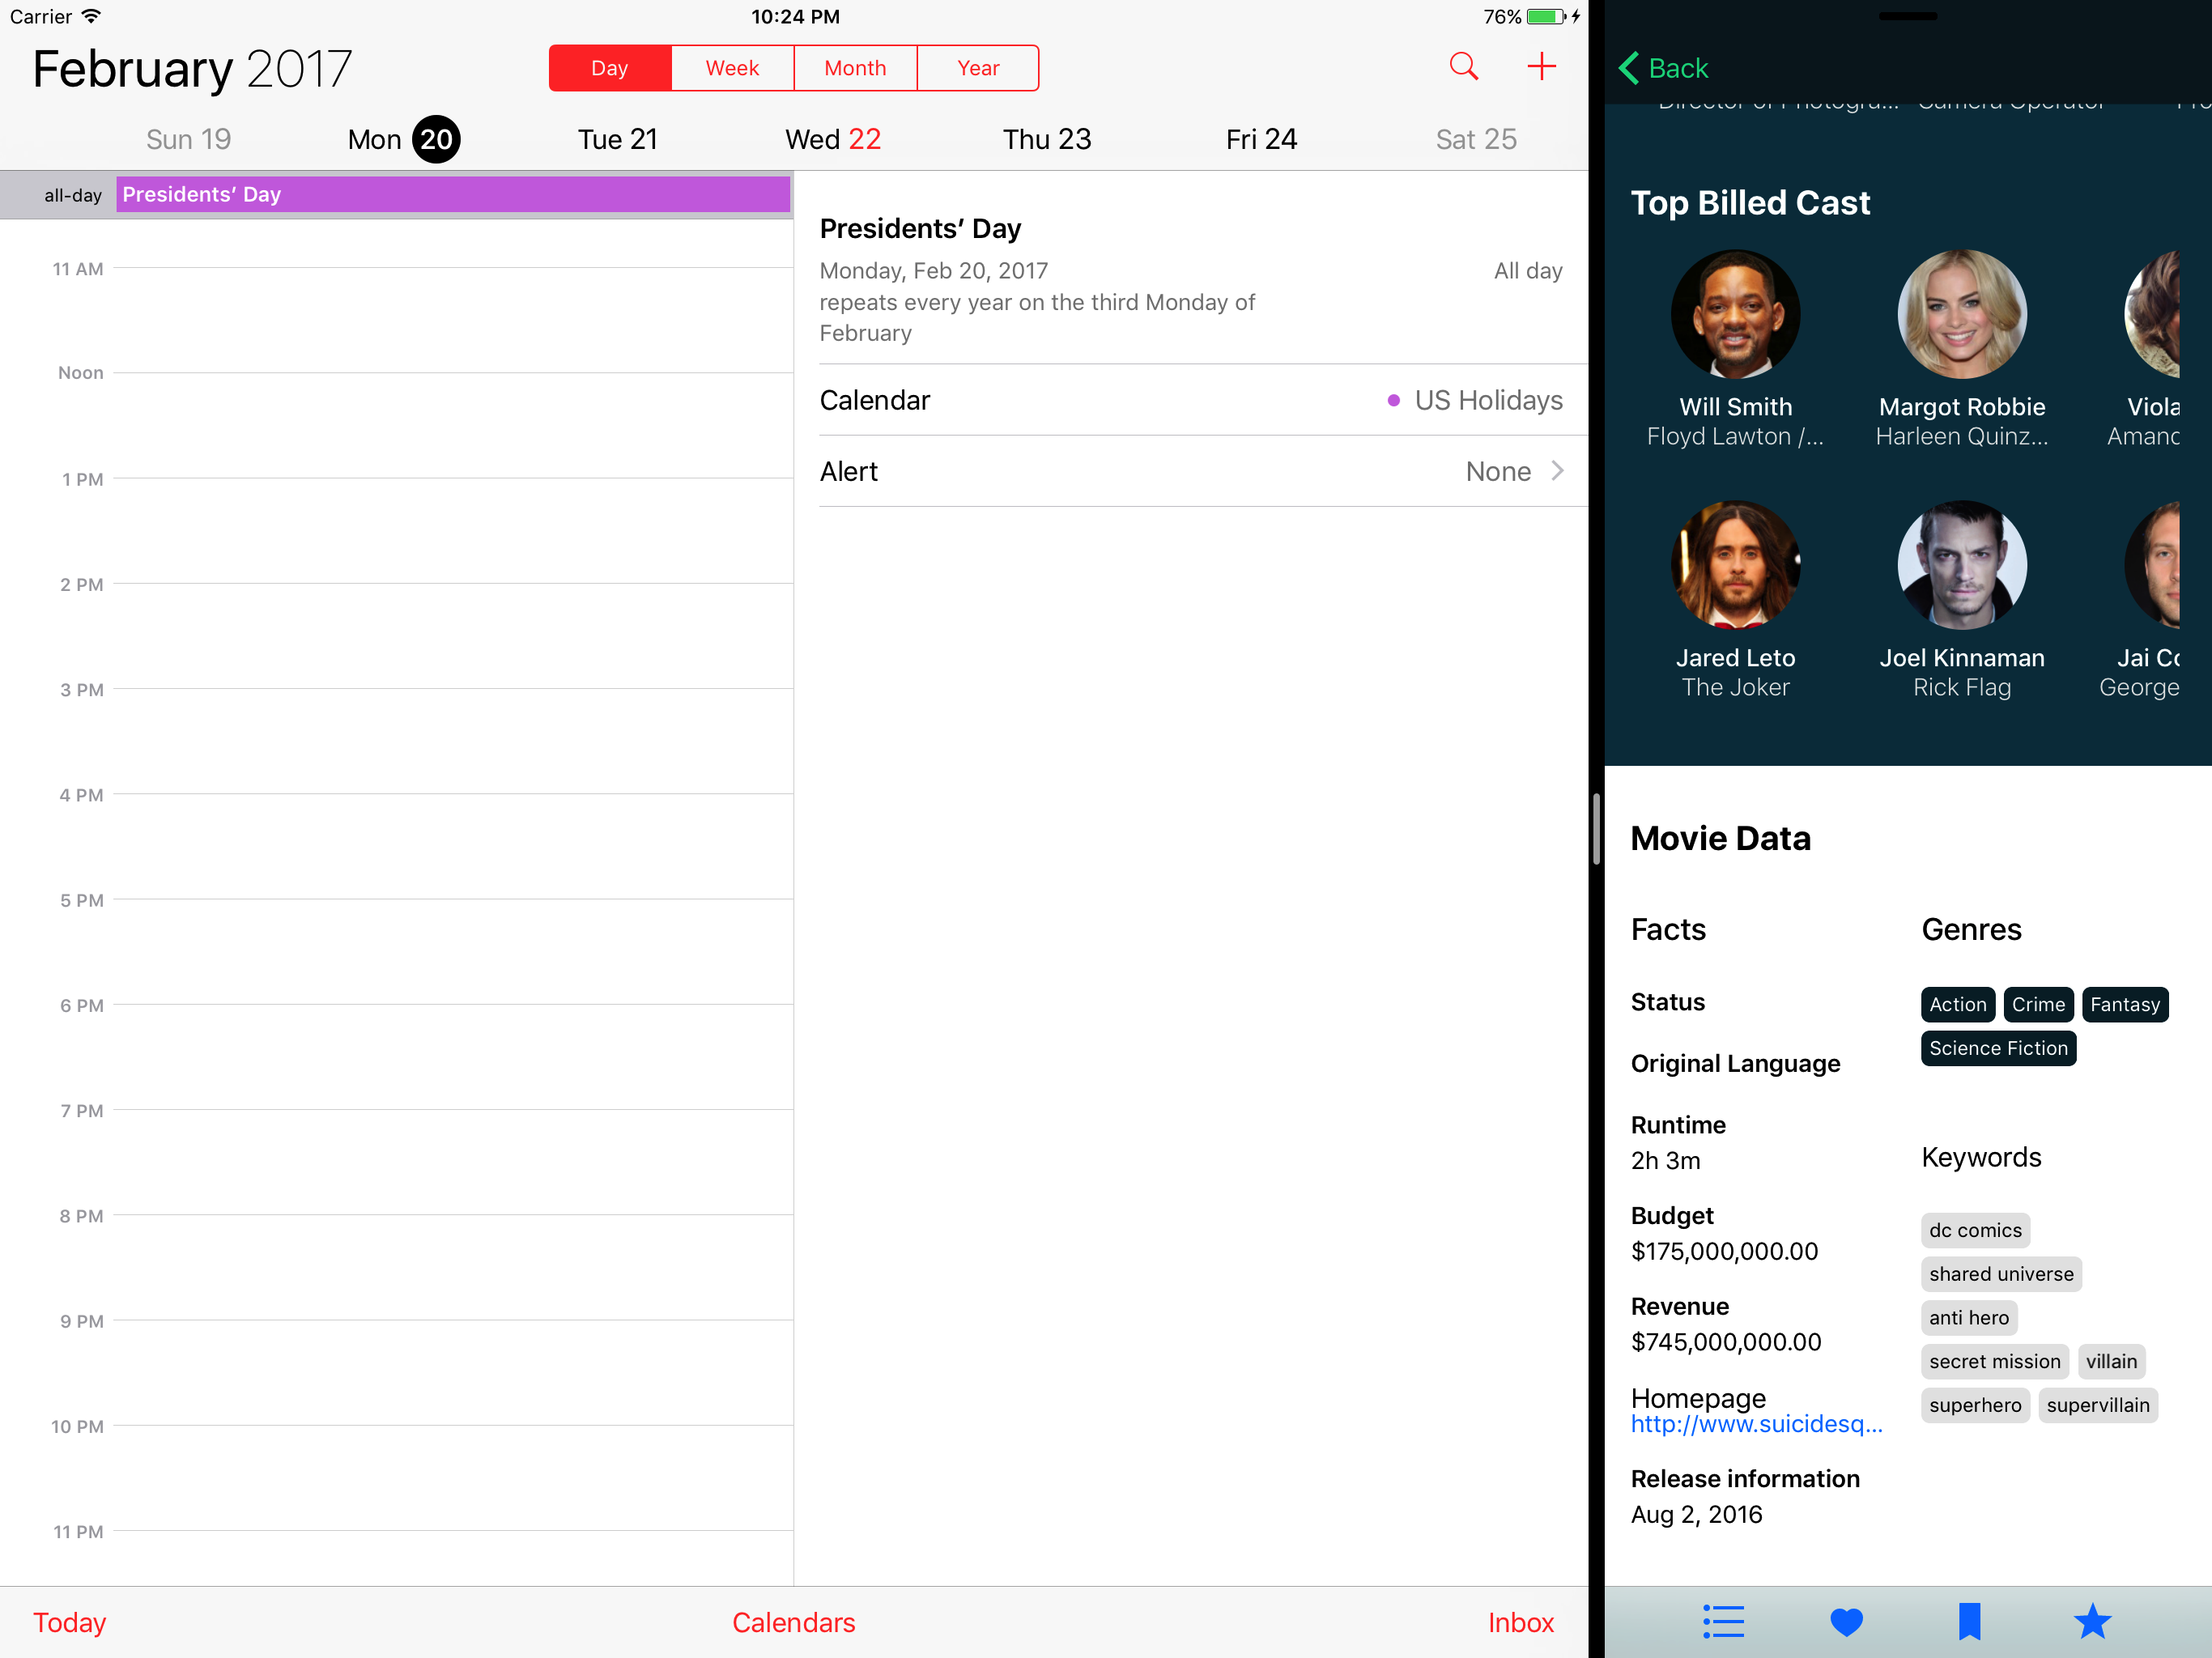 Carrier
10:24 PM
76%
February 2017
Day
Week
Month
Year
Sun 19
Mon 20
Tue 21
Wed 22
Thu 23
Fri 24
Sat 25
all-day
Presidents’ Day
11 AM
Noon
1 PM
2 PM
3 PM
4 PM
5 PM
6 PM
7 PM
8 PM
9 PM
10 PM
11 PM
Presidents’ Day
Monday, Feb 20, 2017
All day
repeats every year on the third Monday of
February
Calendar
US Holidays
Alert
None
Today
Calendars
Inbox
Back
Director of Photogra...
Camera Operator
Top Billed Cast
Will Smith
Floyd Lawton /...
Margot Robbie
Harleen Quinz...
Viola
Amanc
Jared Leto
The Joker
Joel Kinnaman
Rick Flag
Jai Co
George
Movie Data
Facts
Status
Original Language
Runtime
2h 3m
Budget
$175,000,000.00
Revenue
$745,000,000.00
Homepage
http://www.suicidesq...
Release information
Aug 2, 2016
Genres
Action
Crime
Fantasy
Science Fiction
Keywords
dc comics
shared universe
anti hero
secret mission
villain
superhero
supervillain